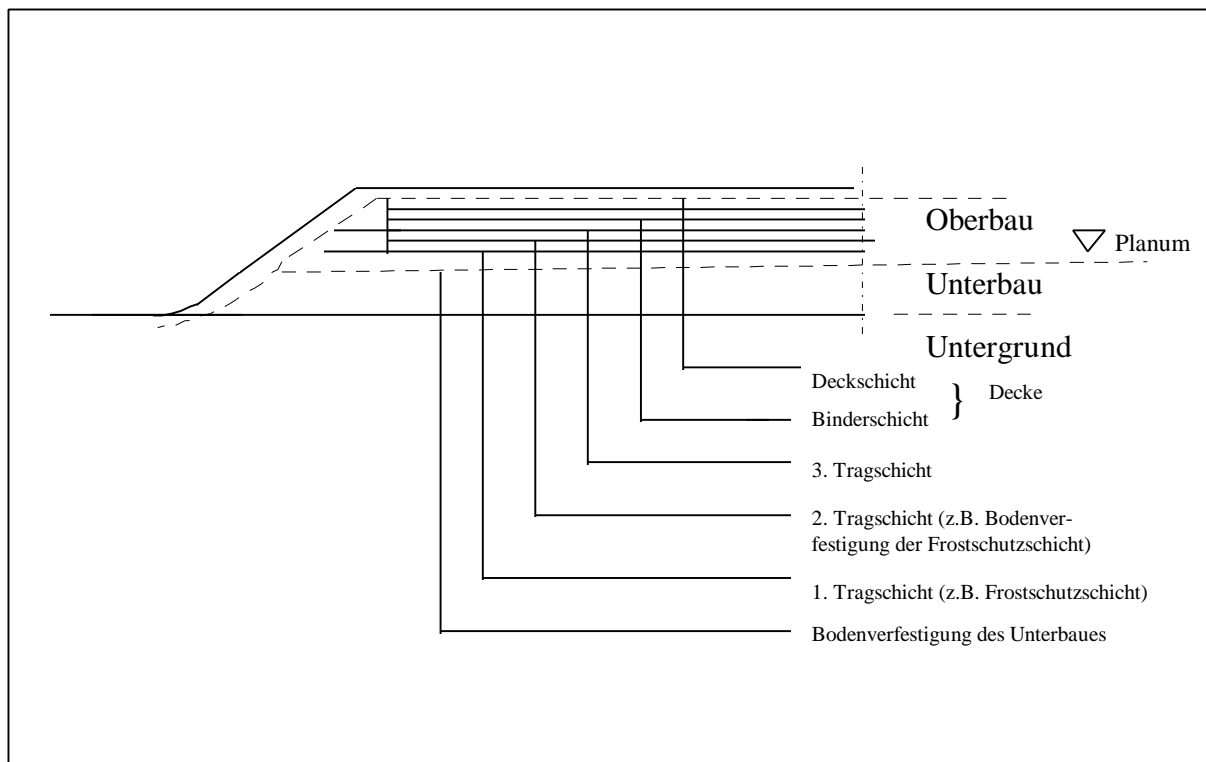 Oberbau
Planum
Unterbau
Untergrund
Deckschicht
} Decke
Binderschicht
3. Tragschicht
2. Tragschicht (z.B. Bodenver-
festigung der Frostschutzschicht)
1. Tragschicht (z.B. Frostschutzschicht)
Bodenverfestigung des Unterbaues